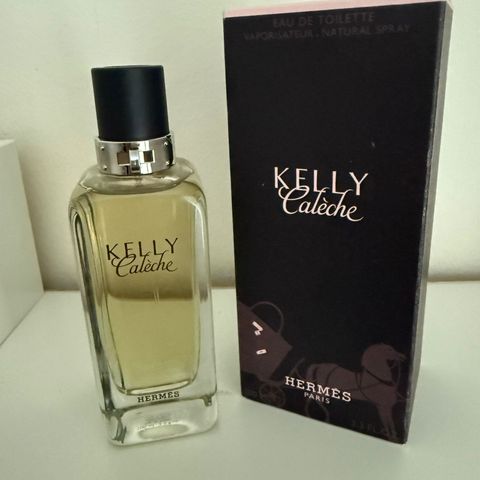 KELLY
Calèche
HERMÈS
EAU DE TOILETTE
VAPORISATEUR . NATURAL SPRAY
KELLY
Calèche
HERMÈS
PARIS